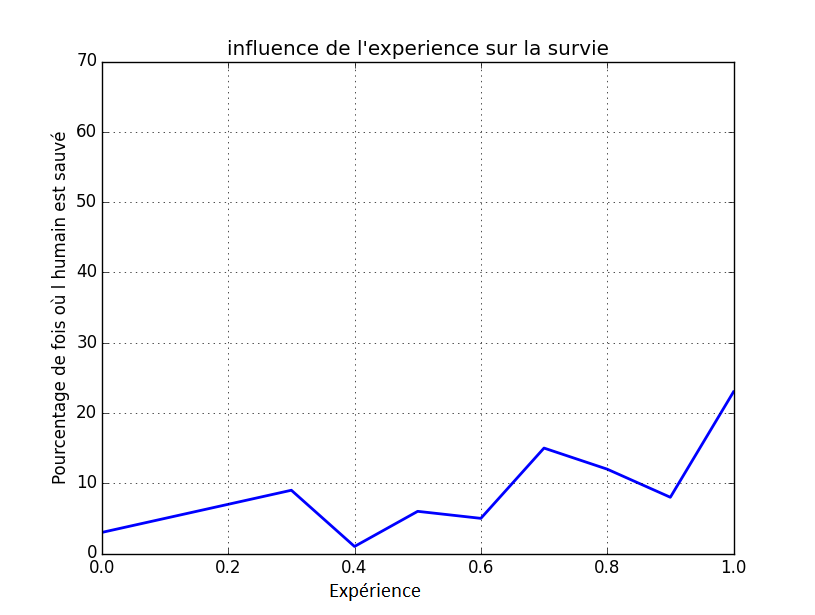 influence de l'experience sur la survie
Pourcentage de fois où l humain est sauvé
70
60
50
40
30
20
10
0
0.0 0.2 0.4 0.6 0.8 1.0
Expérience